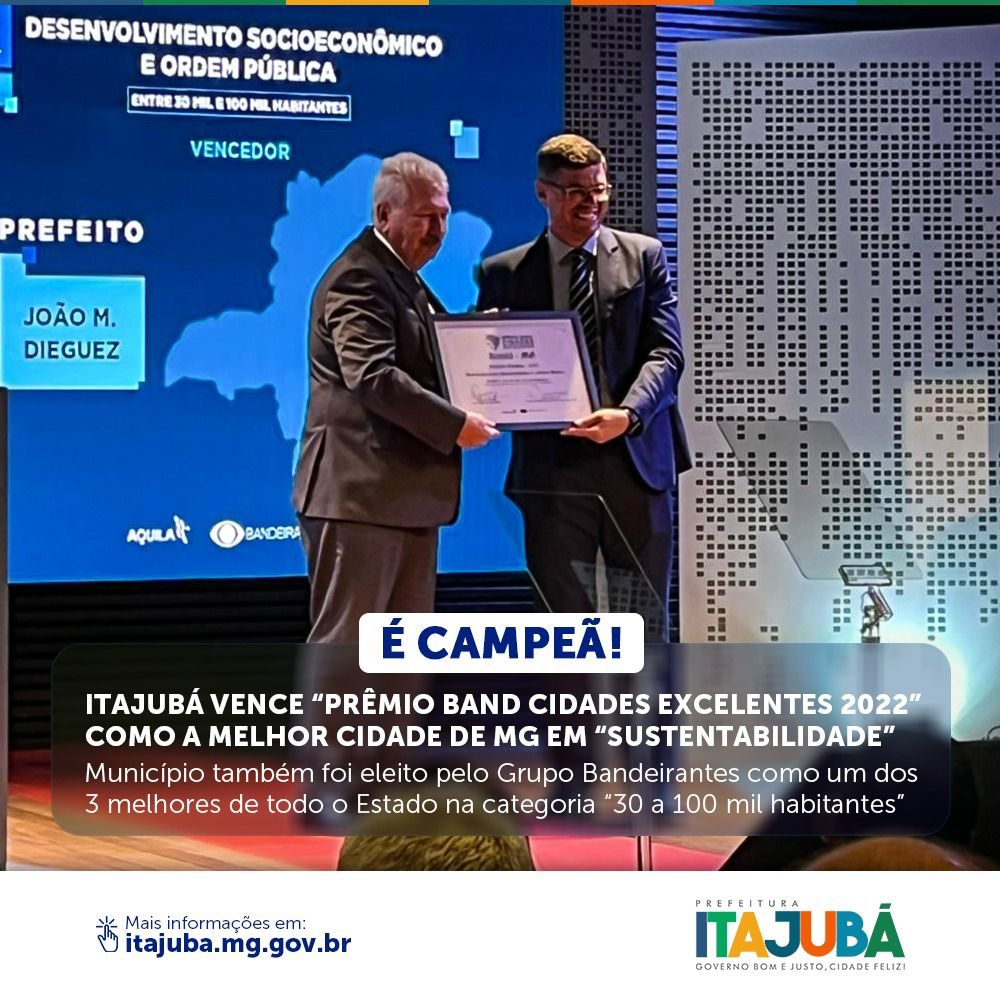 DESENVOLVIMENTO SOCIOECONÔMICO
E ORDEM PÚBLICA
ENTRE 30 MIL E 100 MIL HABITANTES
VENCEDOR
PREFEITO
JOÃO M.
DIEGUEZ
AQUILA
BANDEIRA
É CAMPEÃ!
ITAJUBÁ VENCE “PRÊMIO BAND CIDADES EXCELENTES 2022”
COMO A MELHOR CIDADE DE MG EM “SUSTENTABILIDADE”
Município também foi eleito pelo Grupo Bandeirantes como um dos
3 melhores de todo o Estado na categoria “30 a 100 mil habitantes”
Mais informações em:
itajuba.mg.gov.br
PREFEITURA
ITAJUBÁ
GOVERNO BOM E JUSTO, CIDADE FELIZ!